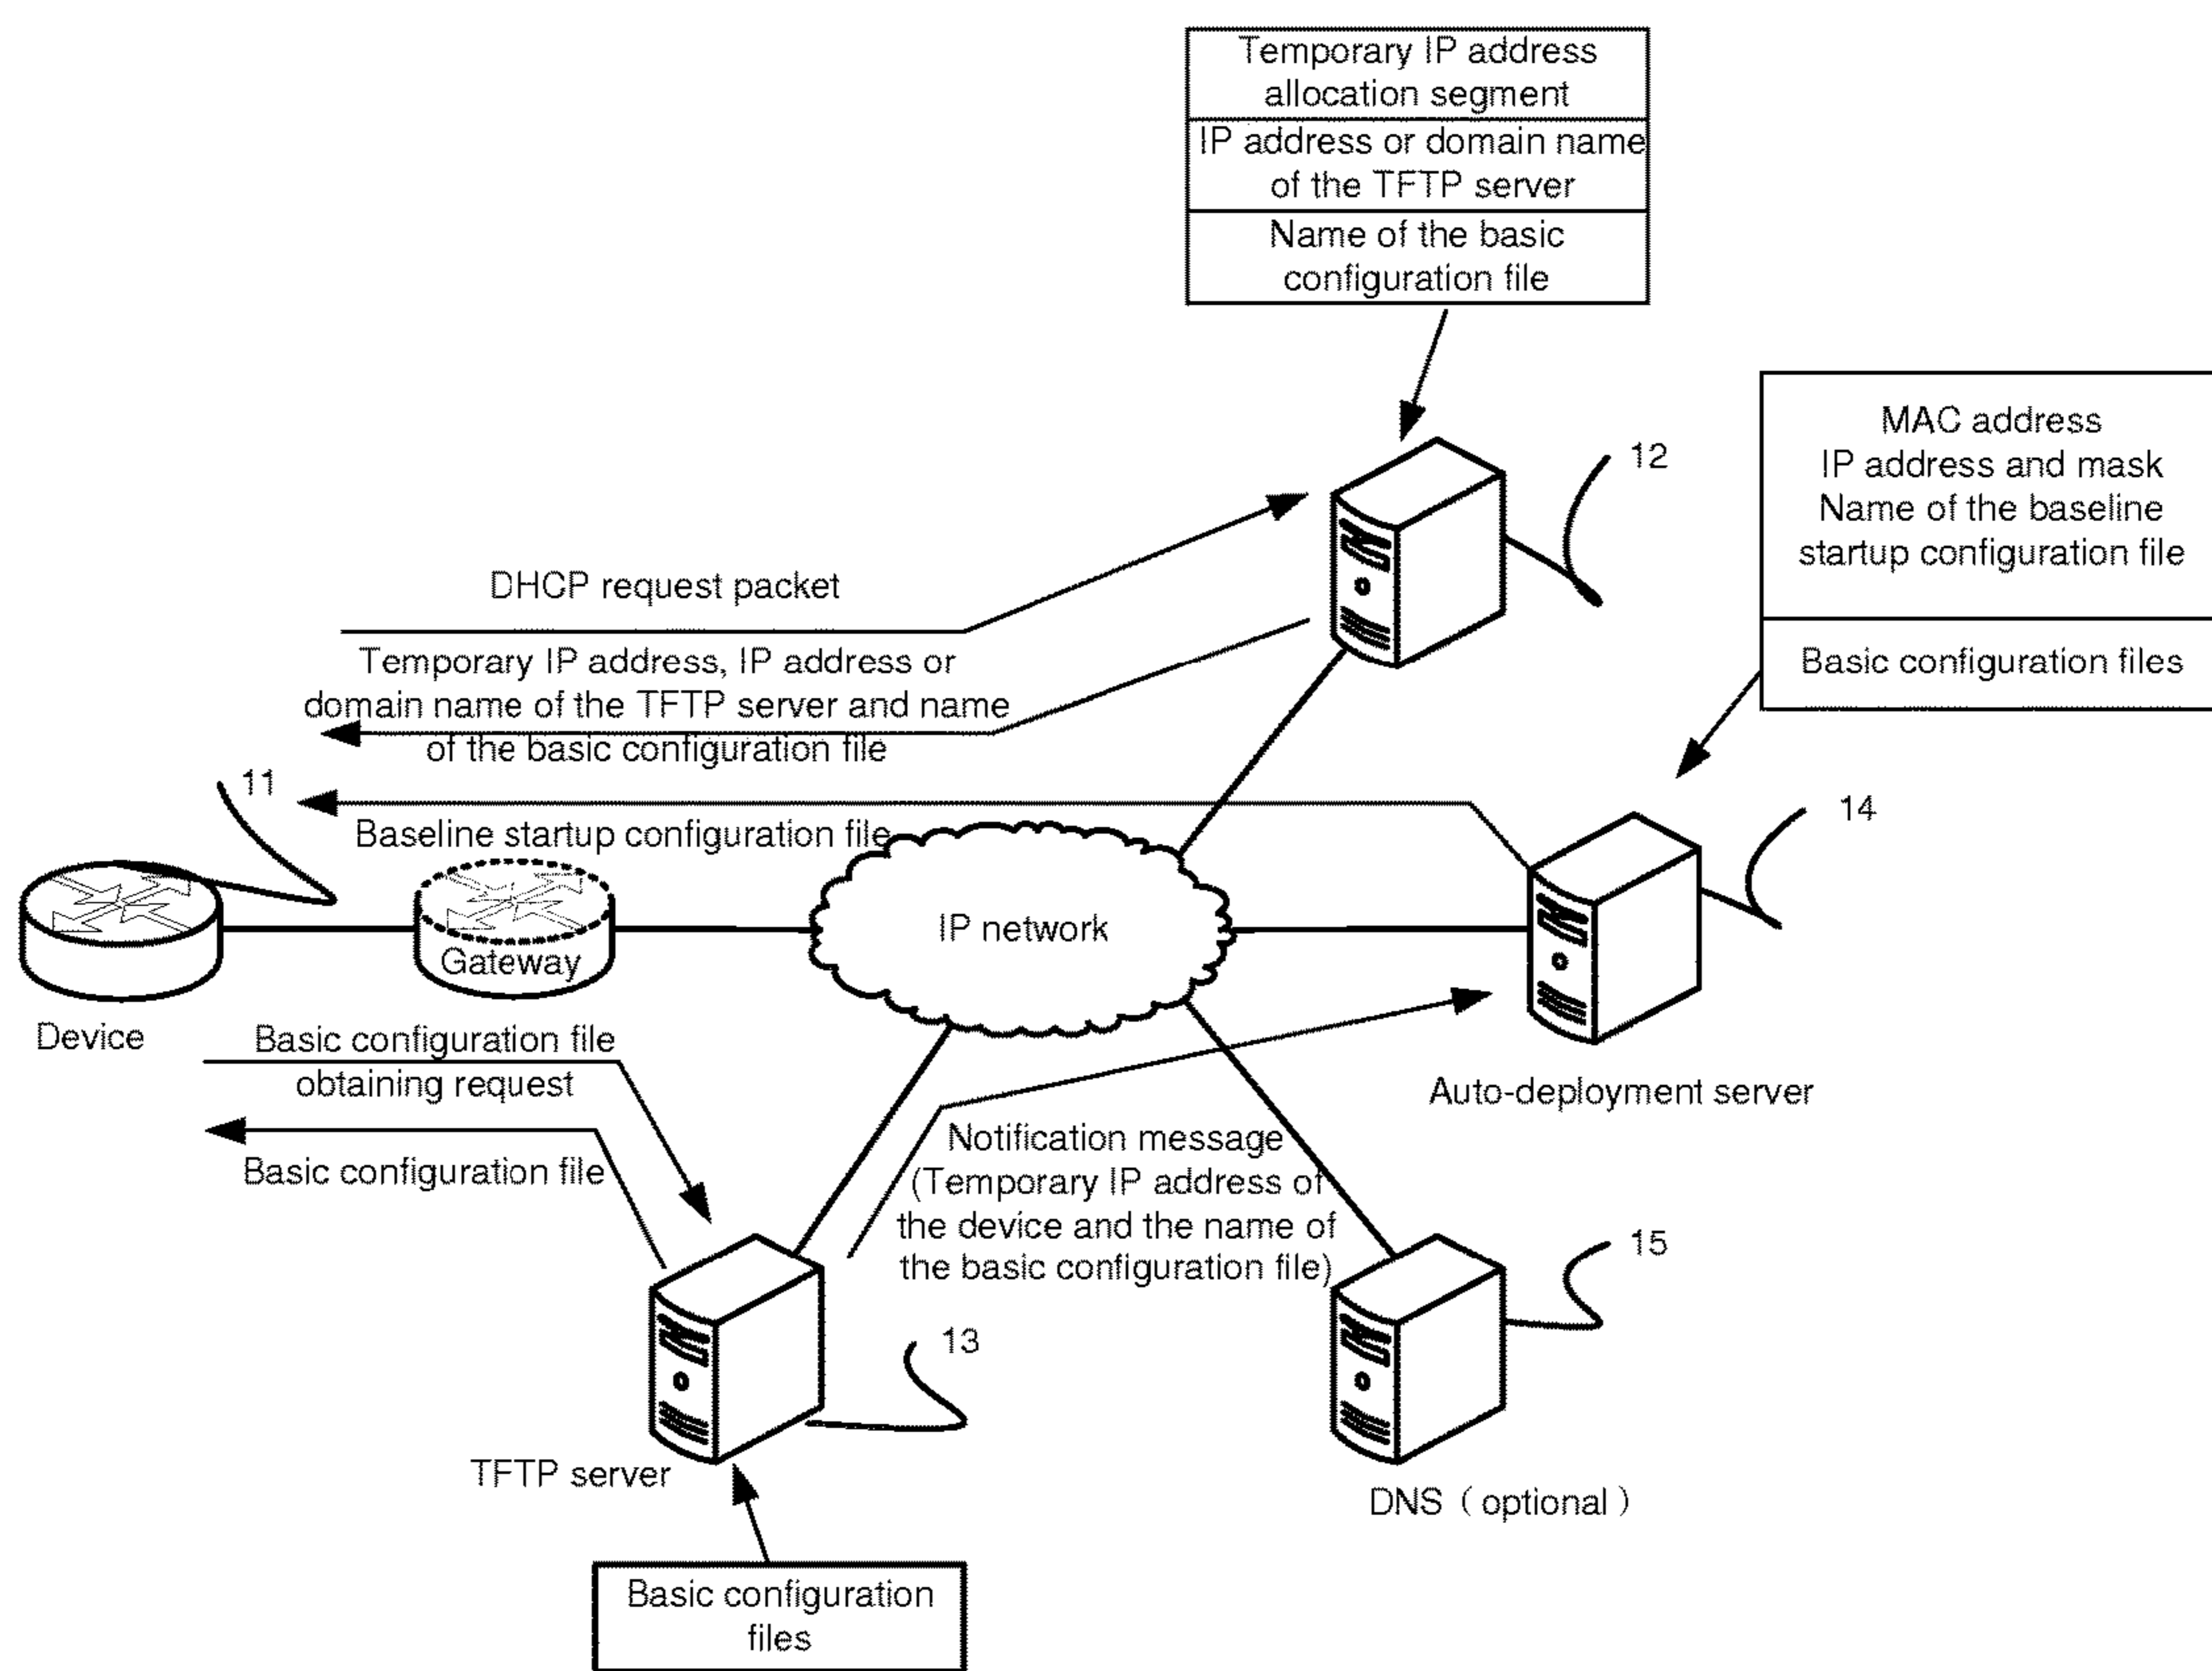 Temporary IP address
allocation segment
IP address or domain name
of the TFTP server
Name of the basic
configuration file
MAC address
IP address and mask
Name of the baseline
startup configuration file
Basic configuration files
12
DHCP request packet
Temporary IP address, IP address or
domain name of the TFTP server and name
of the basic configuration file
11
14
Baseline startup configuration file
IP network
Gateway
Device
Basic configuration file
obtaining request
Basic configuration file
Auto-deployment server
Notification message
(Temporary IP address of
the device and the name of
the basic configuration file)
15
13
TFTP server
DNS (optional)
Basic configuration
files